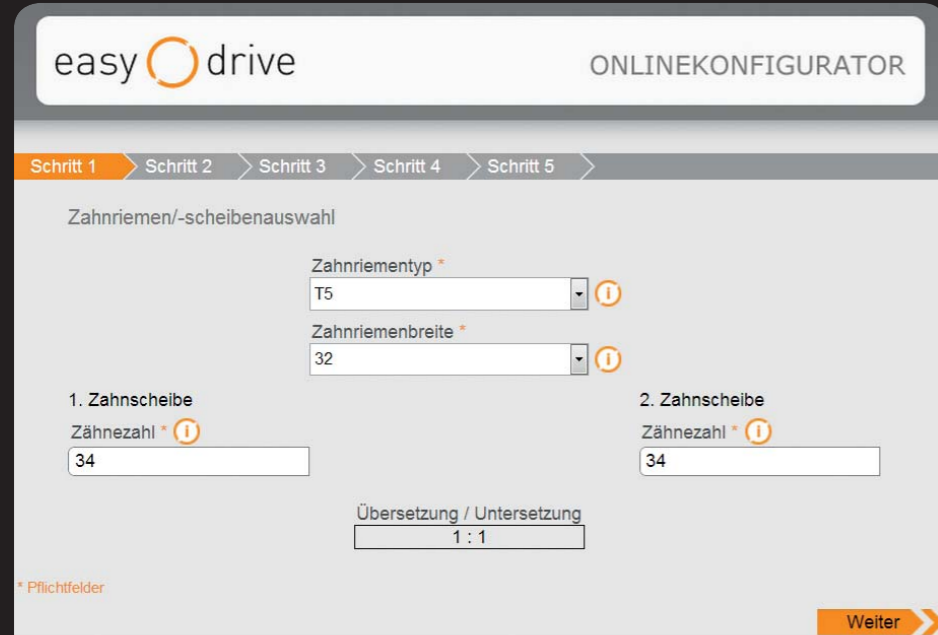 easy drive
ONLINEKONFIGURATOR
Schritt 1 Schritt 2 Schritt 3 Schritt 4 Schritt 5
Zahnriemen/-scheibenauswahl
Zahnriementyp *
T5
Zahnriemenbreite *
32
1. Zahnscheibe
Zähnezahl *
34
2. Zahnscheibe
Zähnezahl *
34
Übersetzung / Untersetzung
1 : 1
* Pflichtfelder
Weiter